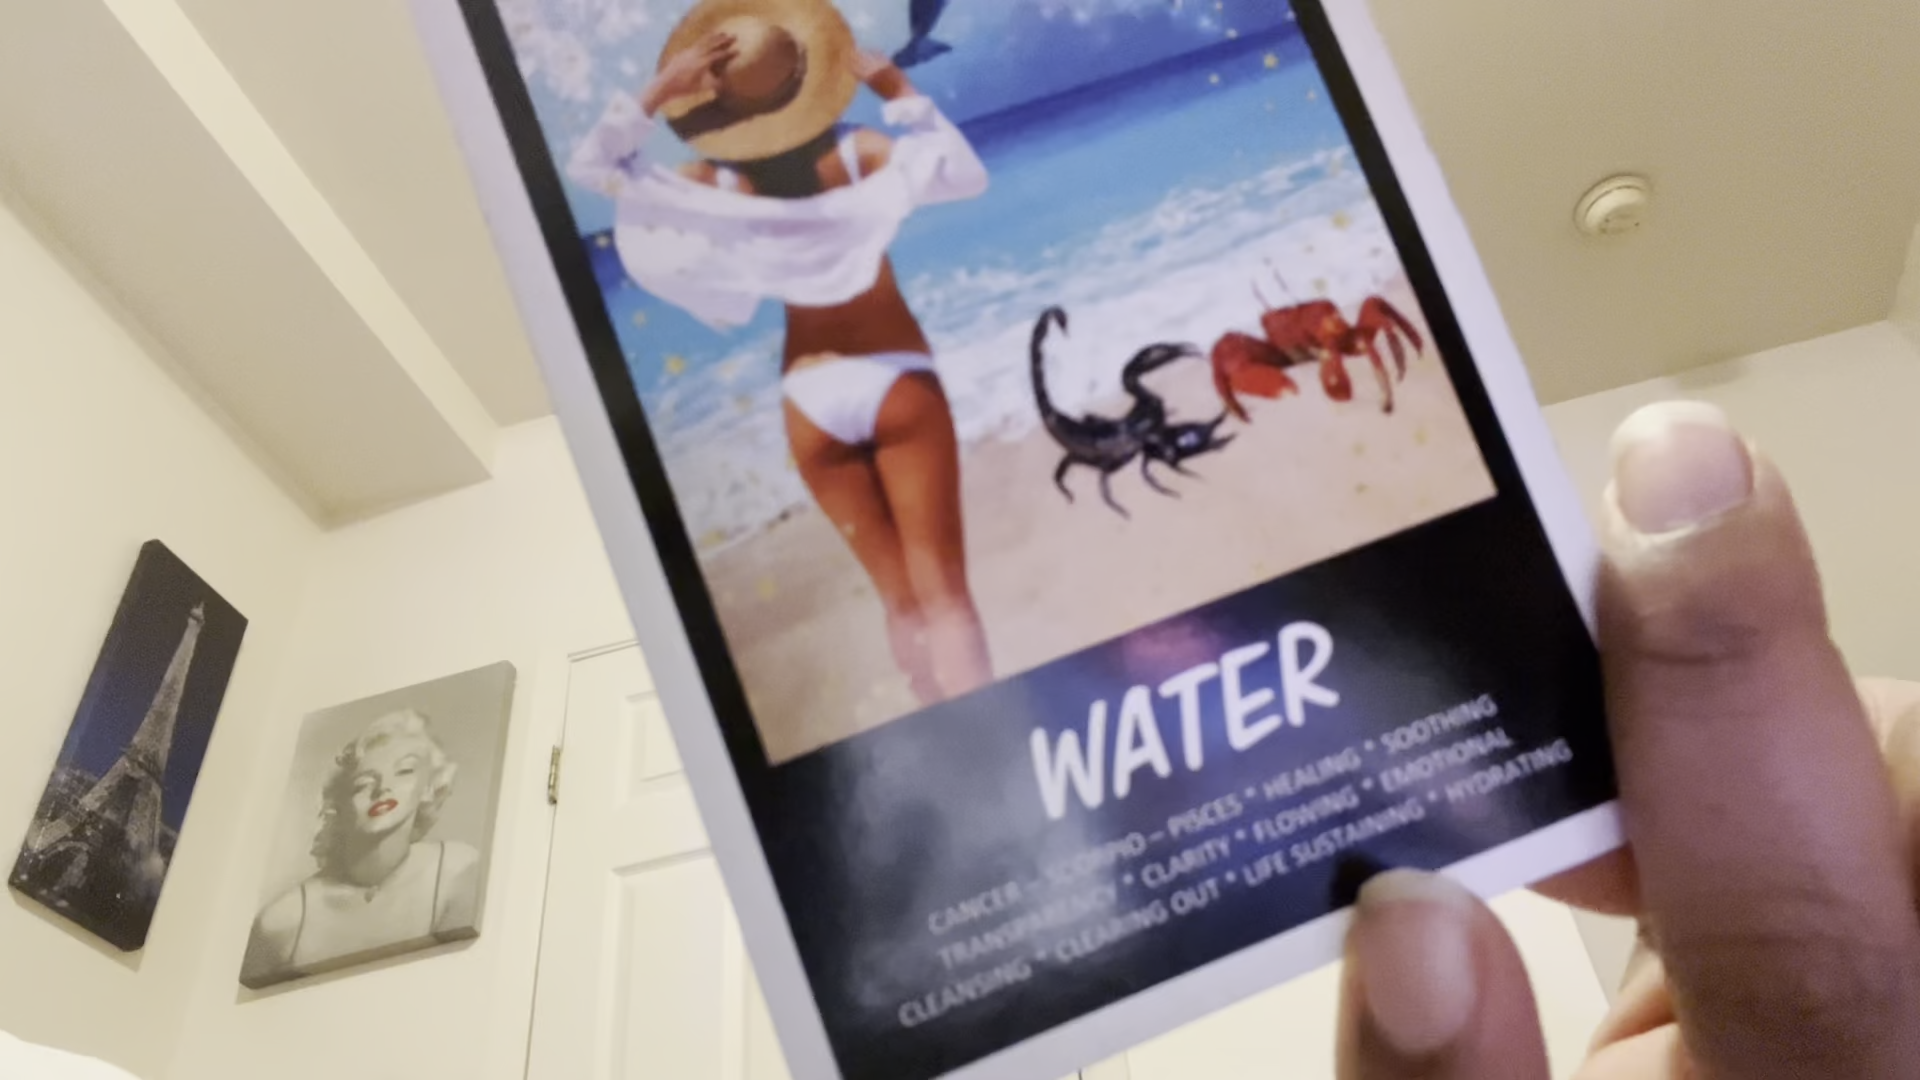 WATER
CANCER – SCORPIO – PISCES * HEALING * SOOTHING
TRANSPARENCY * CLARITY * FLOWING * EMOTIONAL
CLEANSING * CLEARING OUT * LIFE SUSTAINING * HYDRATING